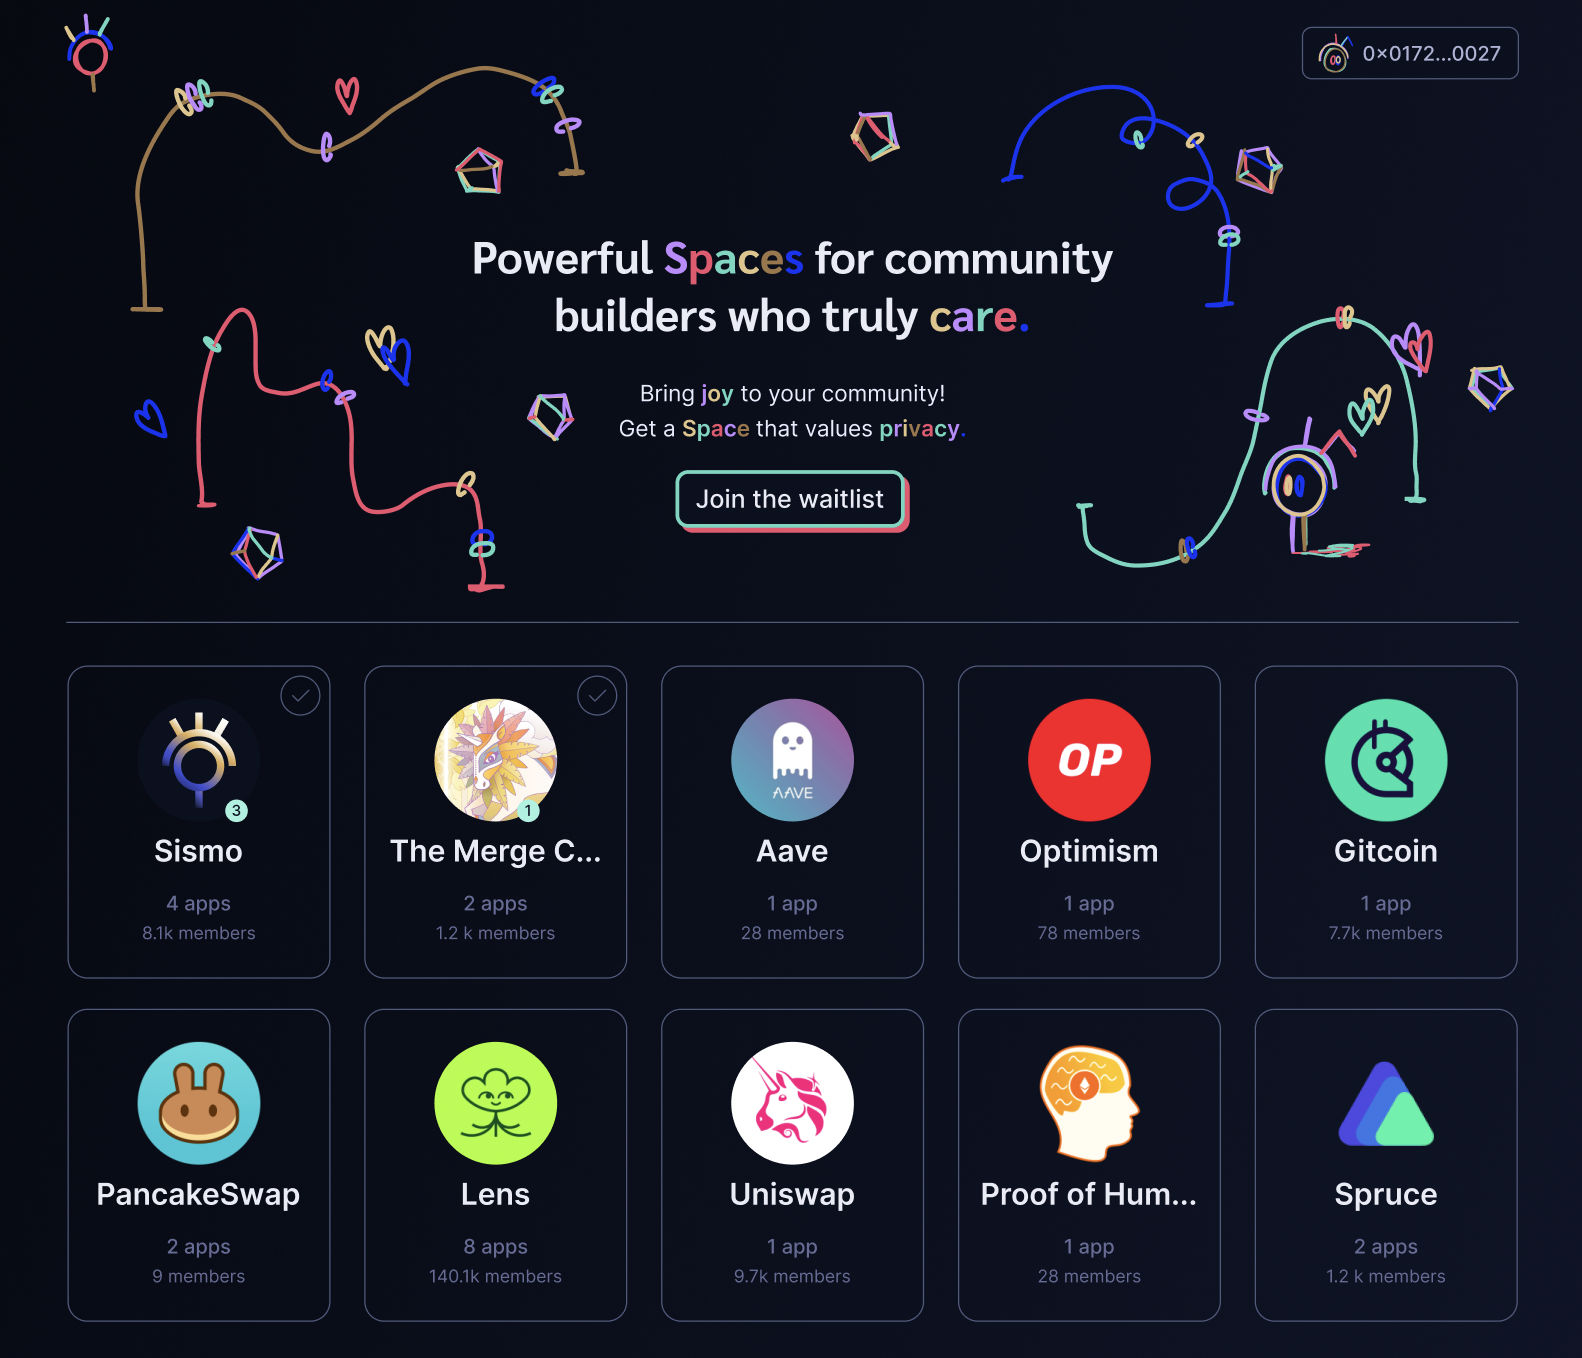 0×0172...0027
Powerful Spaces for community
builders who truly care.
Bring joy to your community!
Get a Space that values privacy.
Join the waitlist
3
Sismo
4 apps
8.1k members
1
The Merge C...
2 apps
1.2 k members
AAVE
Aave
1 app
28 members
OP
Optimism
1 app
78 members
Gitcoin
1 app
7.7k members
PancakeSwap
2 apps
9 members
Lens
8 apps
140.1k members
Uniswap
1 app
9.7k members
Proof of Hum...
1 app
28 members
Spruce
2 apps
1.2 k members